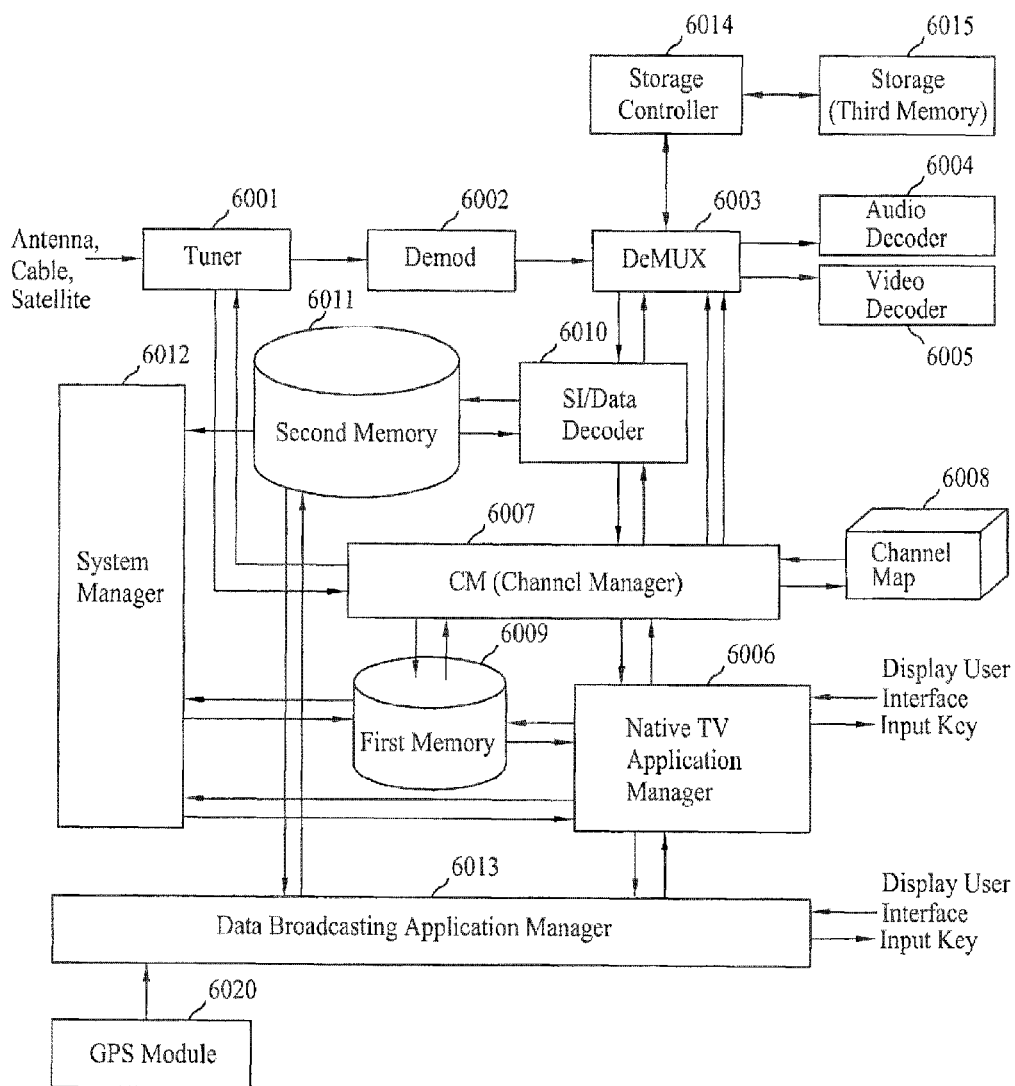 6014
6015
Storage
Controller
Storage
(Third Memory)
6001
6002
6003
6004
Antenna,
Cable,
Satellite
Tuner
Demod
DeMUX
Audio
Decoder
Video
Decoder
6005
6011
6010
6012
Second Memory
SI/Data
Decoder
6008
6007
System
Manager
CM (Channel Manager)
Channel
Map
6009
6006
First Memory
Native TV
Application
Manager
Display User
Interface
Input Key
6013
Data Broadcasting Application Manager
Display User
Interface
Input Key
6020
GPS Module